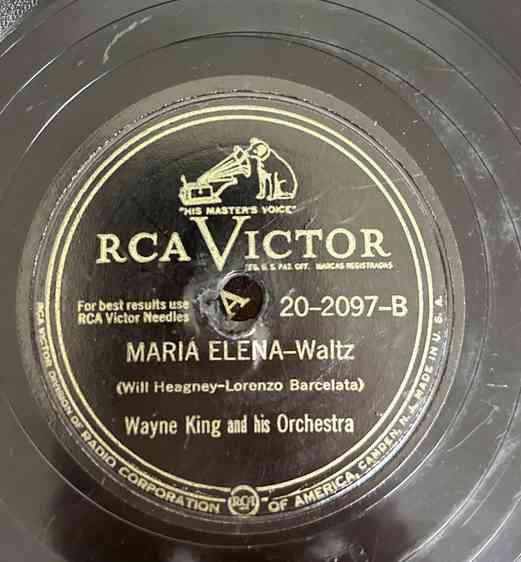 "HIS MASTER'S VOICE"
RCA VICTOR
REG. U. S. PAT. OFF. MARCAS REGISTRADAS
For best results use
RCA Victor Needles
A
20-2097-B
MARIA ELENA-Waltz
(Will Heagney-Lorenzo Barcelata)
Wayne King and his Orchestra
RCA VICTOR DIVISION OF RADIO CORPORATION OF AMERICA, CAMDEN, N. J. MADE IN U. S. A.
RCA